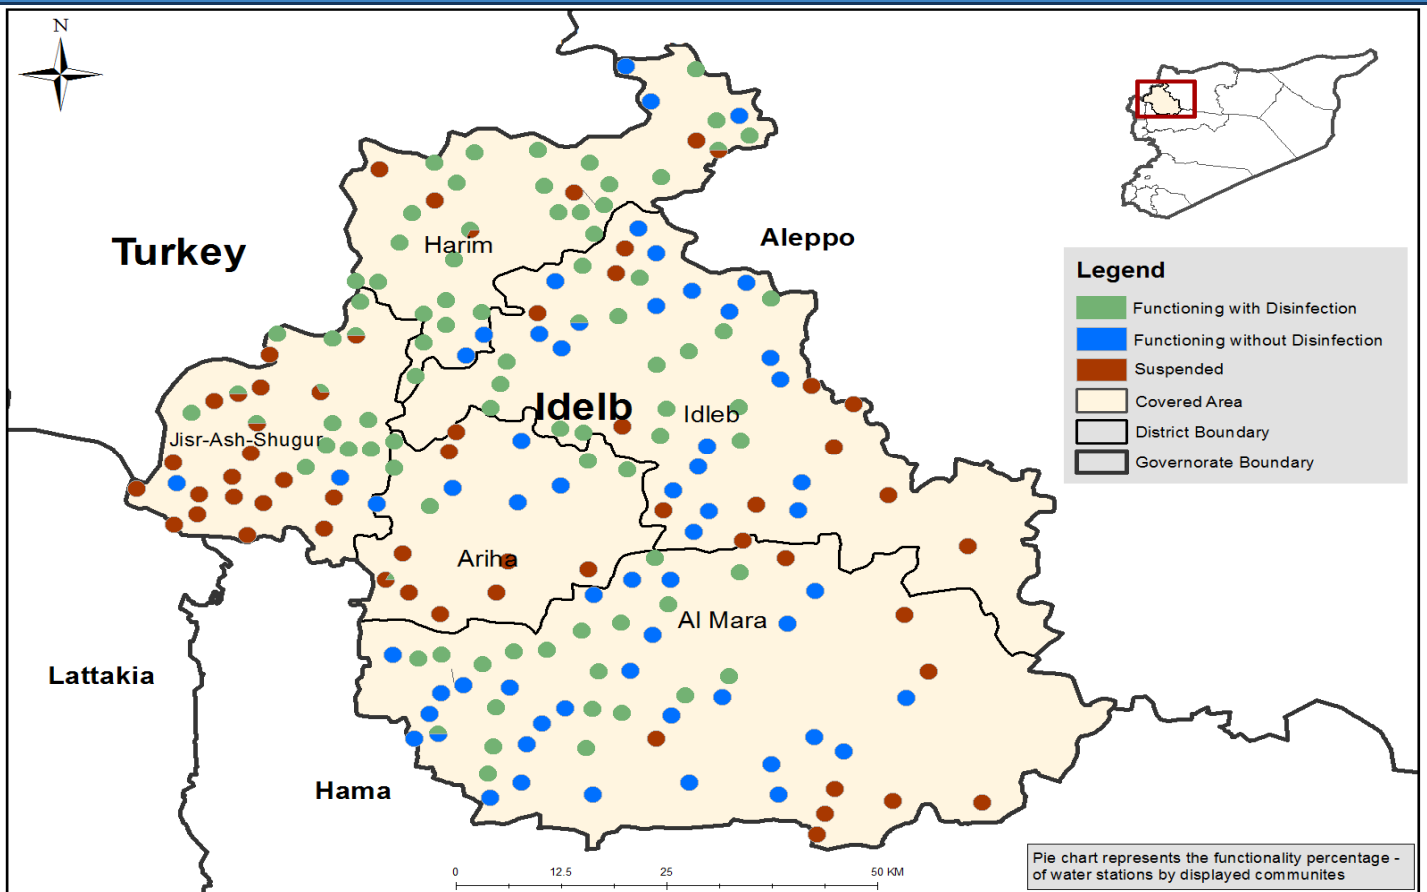 N
Turkey
Aleppo
Harim
Legend
Functioning with Disinfection
Functioning without Disinfection
Suspended
Covered Area
District Boundary
Governorate Boundary
Idelb
Idleb
Jisr-Ash-Shugur
Ariha
Al Mara
Lattakia
Hama
0 12.5 25 50 KM
Pie chart represents the functionality percentage -
of water stations by displayed communites